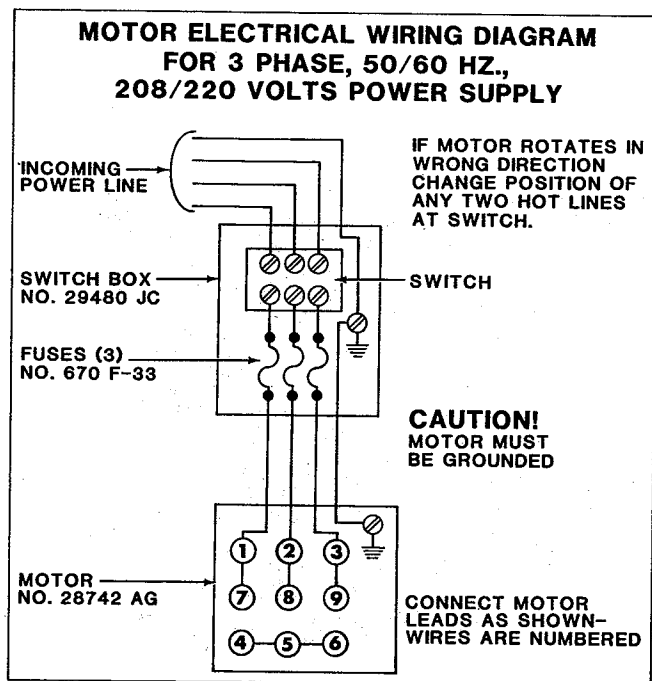 MOTOR ELECTRICAL WIRING DIAGRAM
FOR 3 PHASE, 50/60 HZ.,
208/220 VOLTS POWER SUPPLY
INCOMING
POWER LINE
IF MOTOR ROTATES IN
WRONG DIRECTION
CHANGE POSITION OF
ANY TWO HOT LINES
AT SWITCH.
SWITCH BOX
NO. 29480 JC
SWITCH
FUSES (3)
NO. 670 F-33
CAUTION!
MOTOR MUST
BE GROUNDED
1 2 3
7 8 9
4 5 6
MOTOR
NO. 28742 AG
CONNECT MOTOR
LEADS AS SHOWN-
WIRES ARE NUMBERED